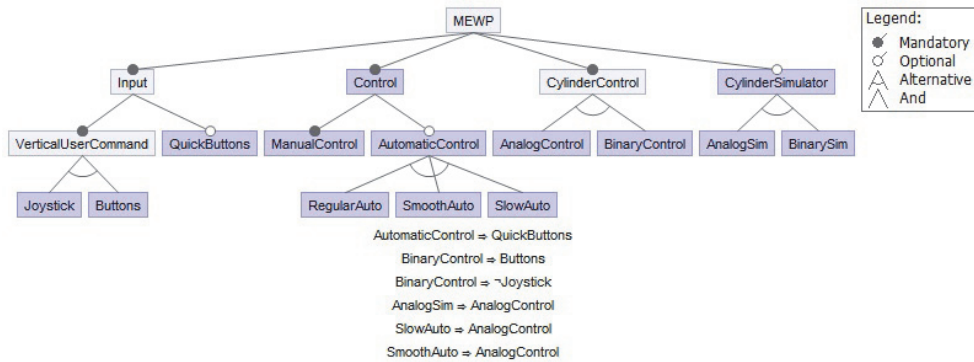 MEWP
Legend:
Mandatory
Optional
Alternative
And
Input
Control
CylinderControl
CylinderSimulator
VerticalUserCommand
QuickButtons
ManualControl
AutomaticControl
AnalogControl
BinaryControl
AnalogSim
BinarySim
Joystick
Buttons
RegularAuto
SmoothAuto
SlowAuto
AutomaticControl ⇒ QuickButtons
BinaryControl ⇒ Buttons
BinaryControl ⇒ ¬Joystick
AnalogSim ⇒ AnalogControl
SlowAuto ⇒ AnalogControl
SmoothAuto ⇒ AnalogControl